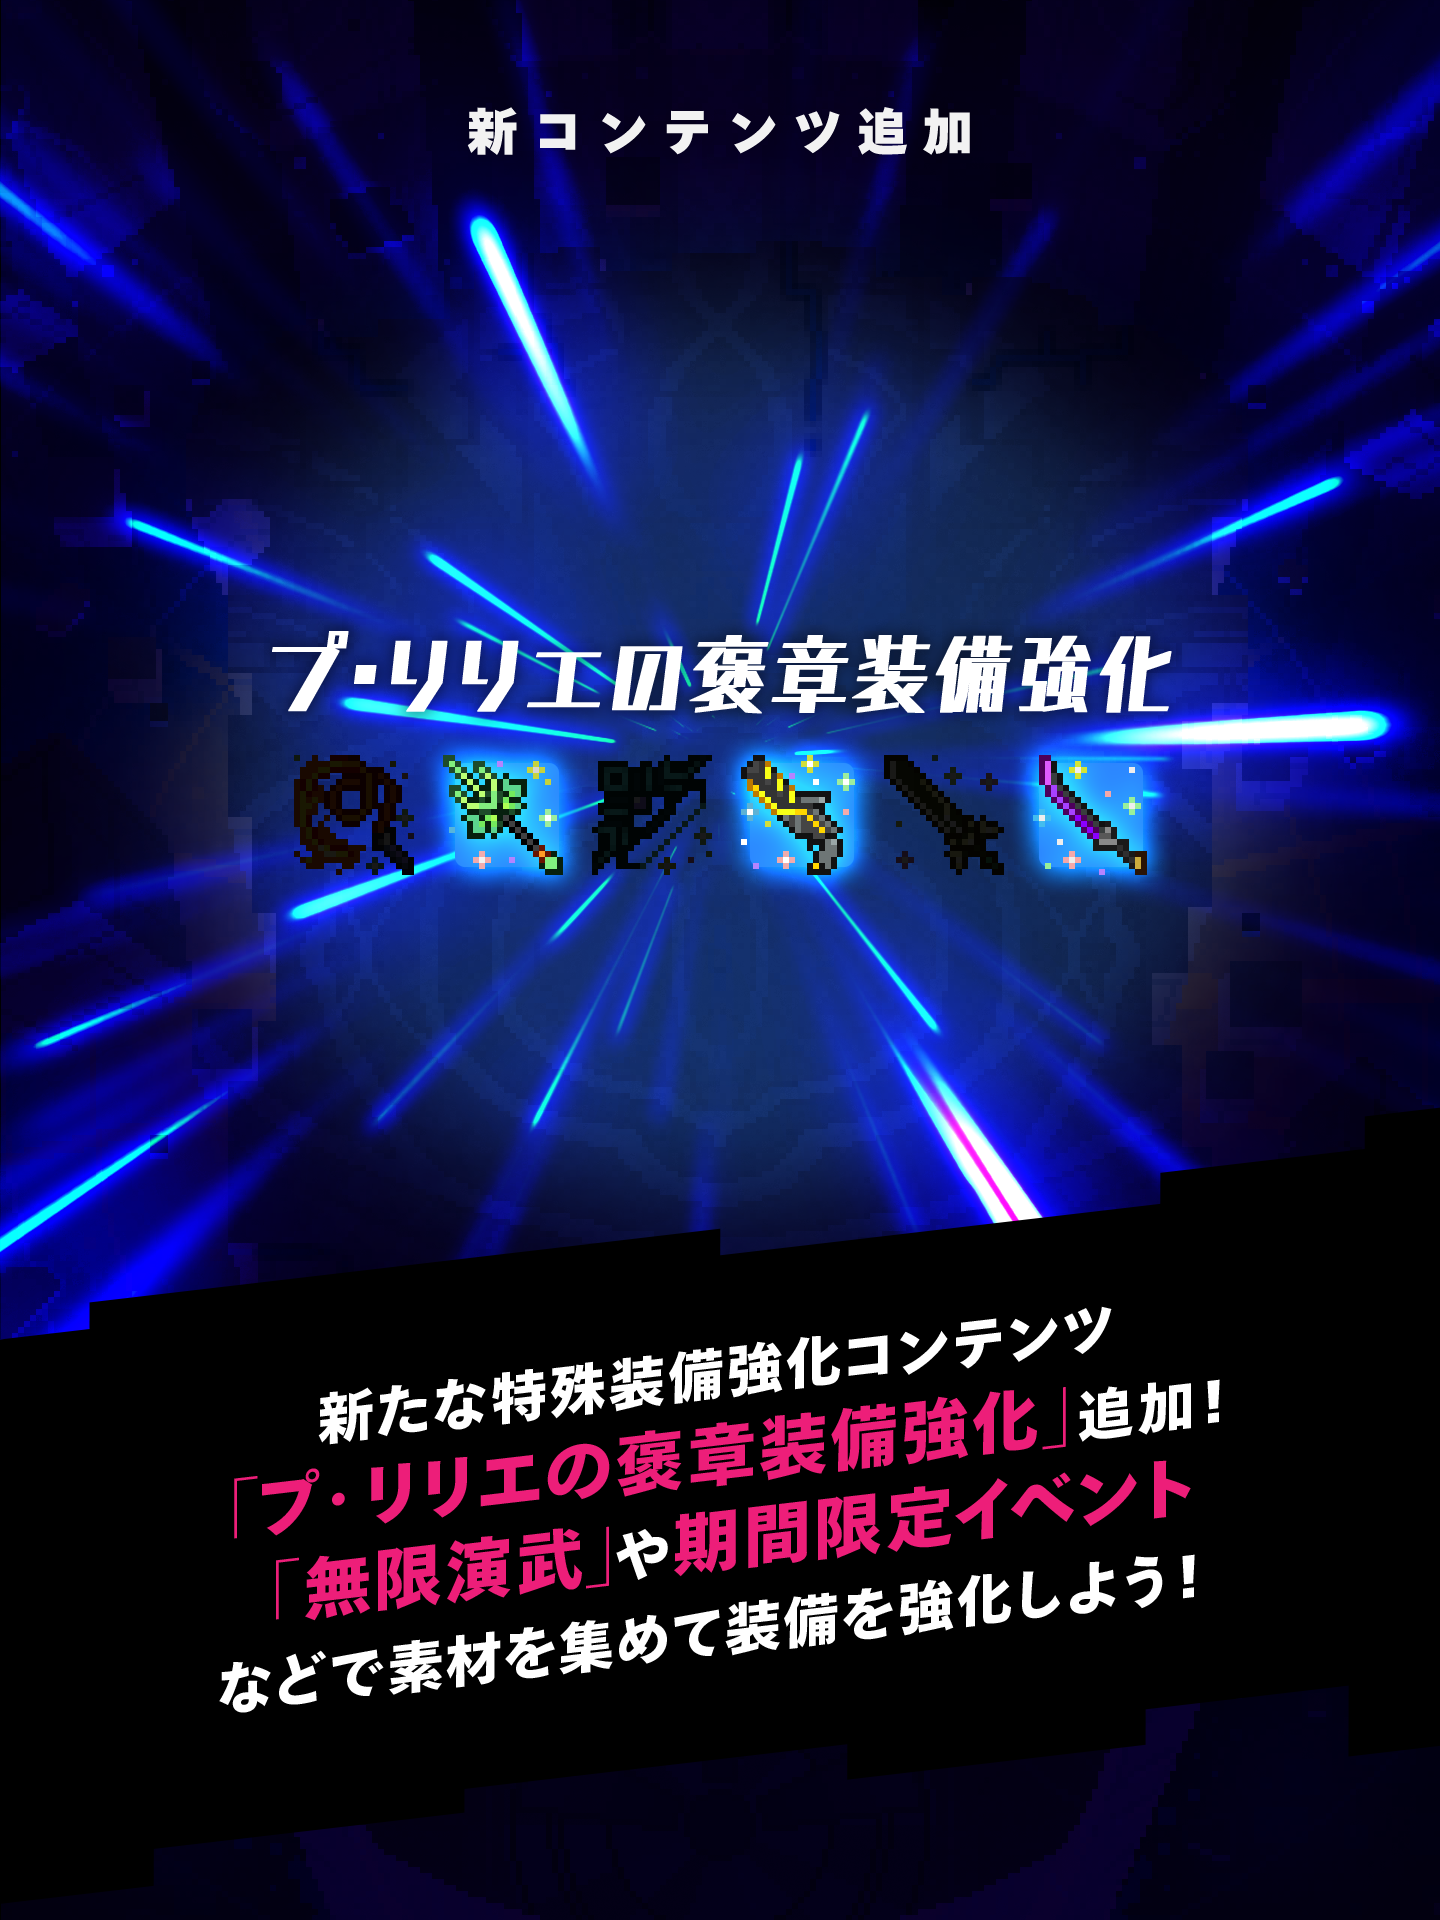 新コンテンツ追加
プ・リリエの褒章装備強化
新たな特殊装備強化コンテンツ
「プ・リリエの褒章装備強化」追加！
「無限演武」や期間限定イベント
などで素材を集めて装備を強化しよう！